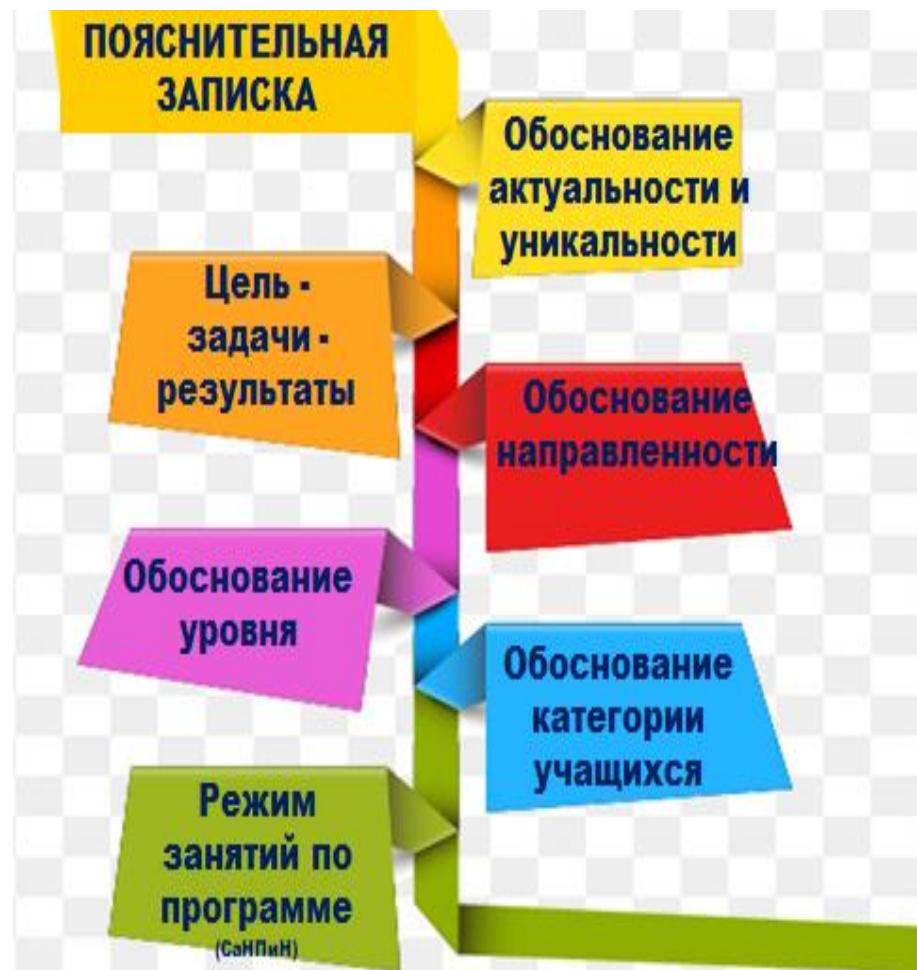 ПОЯСНИТЕЛЬНАЯ
ЗАПИСКА
Обоснование
актуальности и
уникальности
Цель -
задачи -
результаты
Обоснование
направленности
Обоснование
уровня
Обоснование
категории
учащихся
Режим
занятий по
программе
(СаНПиН)